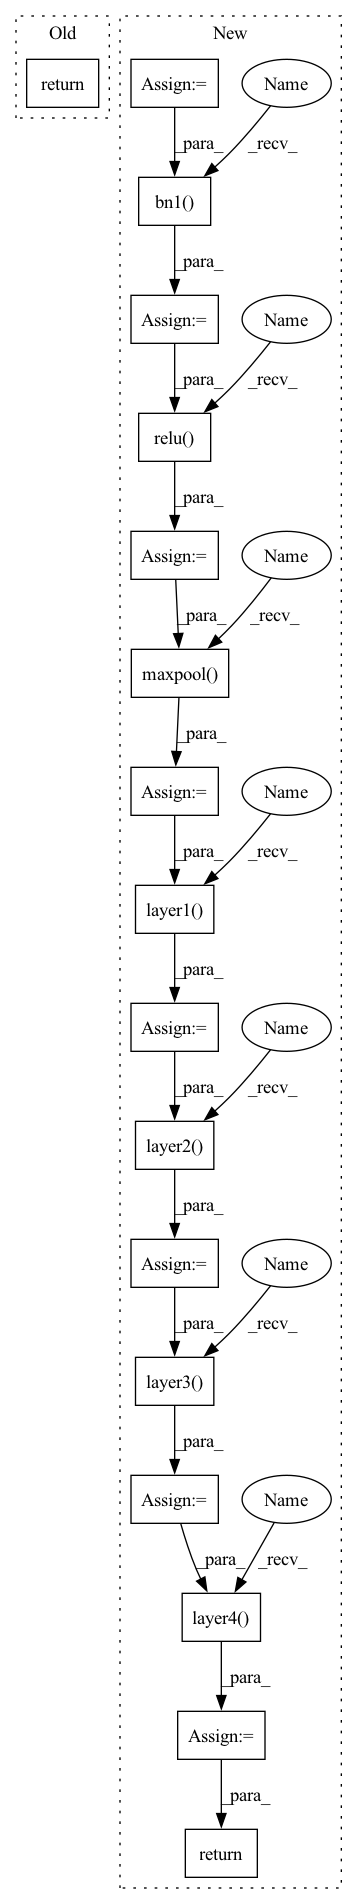 Old
New
return
Assign:=
Name
_para_
_recv_
bn1()
_para_
Assign:=
Name
_para_
_recv_
relu()
_para_
Assign:=
Name
_para_
_recv_
maxpool()
_para_
Assign:=
Name
_para_
_recv_
layer1()
_para_
Assign:=
Name
_para_
_recv_
layer2()
_para_
Assign:=
Name
_para_
_recv_
layer3()
_para_
Assign:=
Name
_para_
_recv_
layer4()
_para_
Assign:=
_para_
return